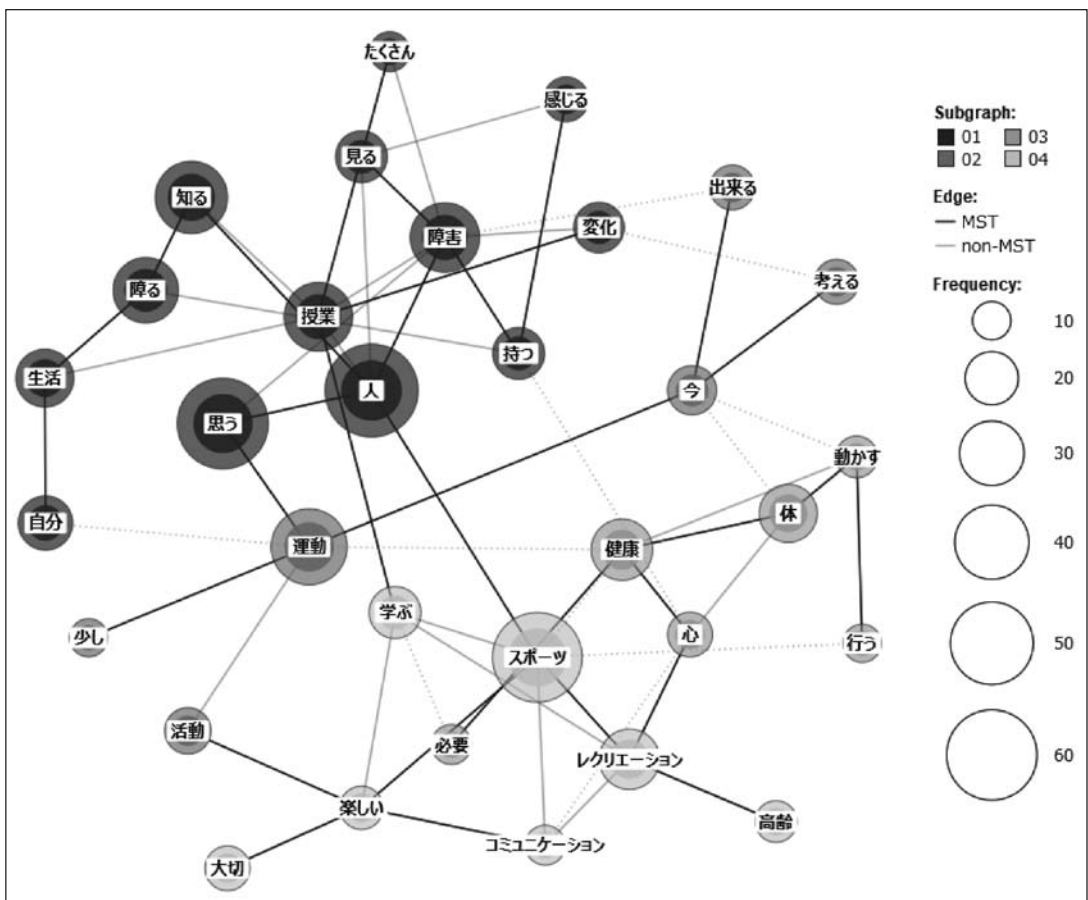 たくさん
感じる
見る
出来る
知る
変化
障害
考える
障る
授業
持つ
生活
人
今
思う
動かす
体
自分
運動
健康
学ぶ
少し
心
行う
スポーツ
活動
必要
レクリエーション
楽しい
高齢
コミュニケーション
大切
Subgraph:
01 03
02 04
Edge:
MST
non-MST
Frequency:
10
20
30
40
50
60